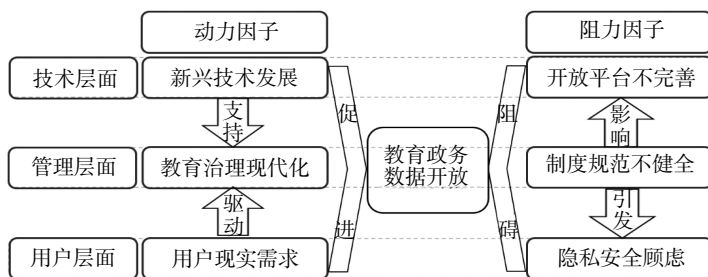 动力因子
阻力因子
技术层面
新兴技术发展
开放平台不完善
支持
促
阻
影响
管理层面
教育治理现代化
教育政务
数据开放
制度规范不健全
驱动
进
碍
引发
用户层面
用户现实需求
隐私安全顾虑